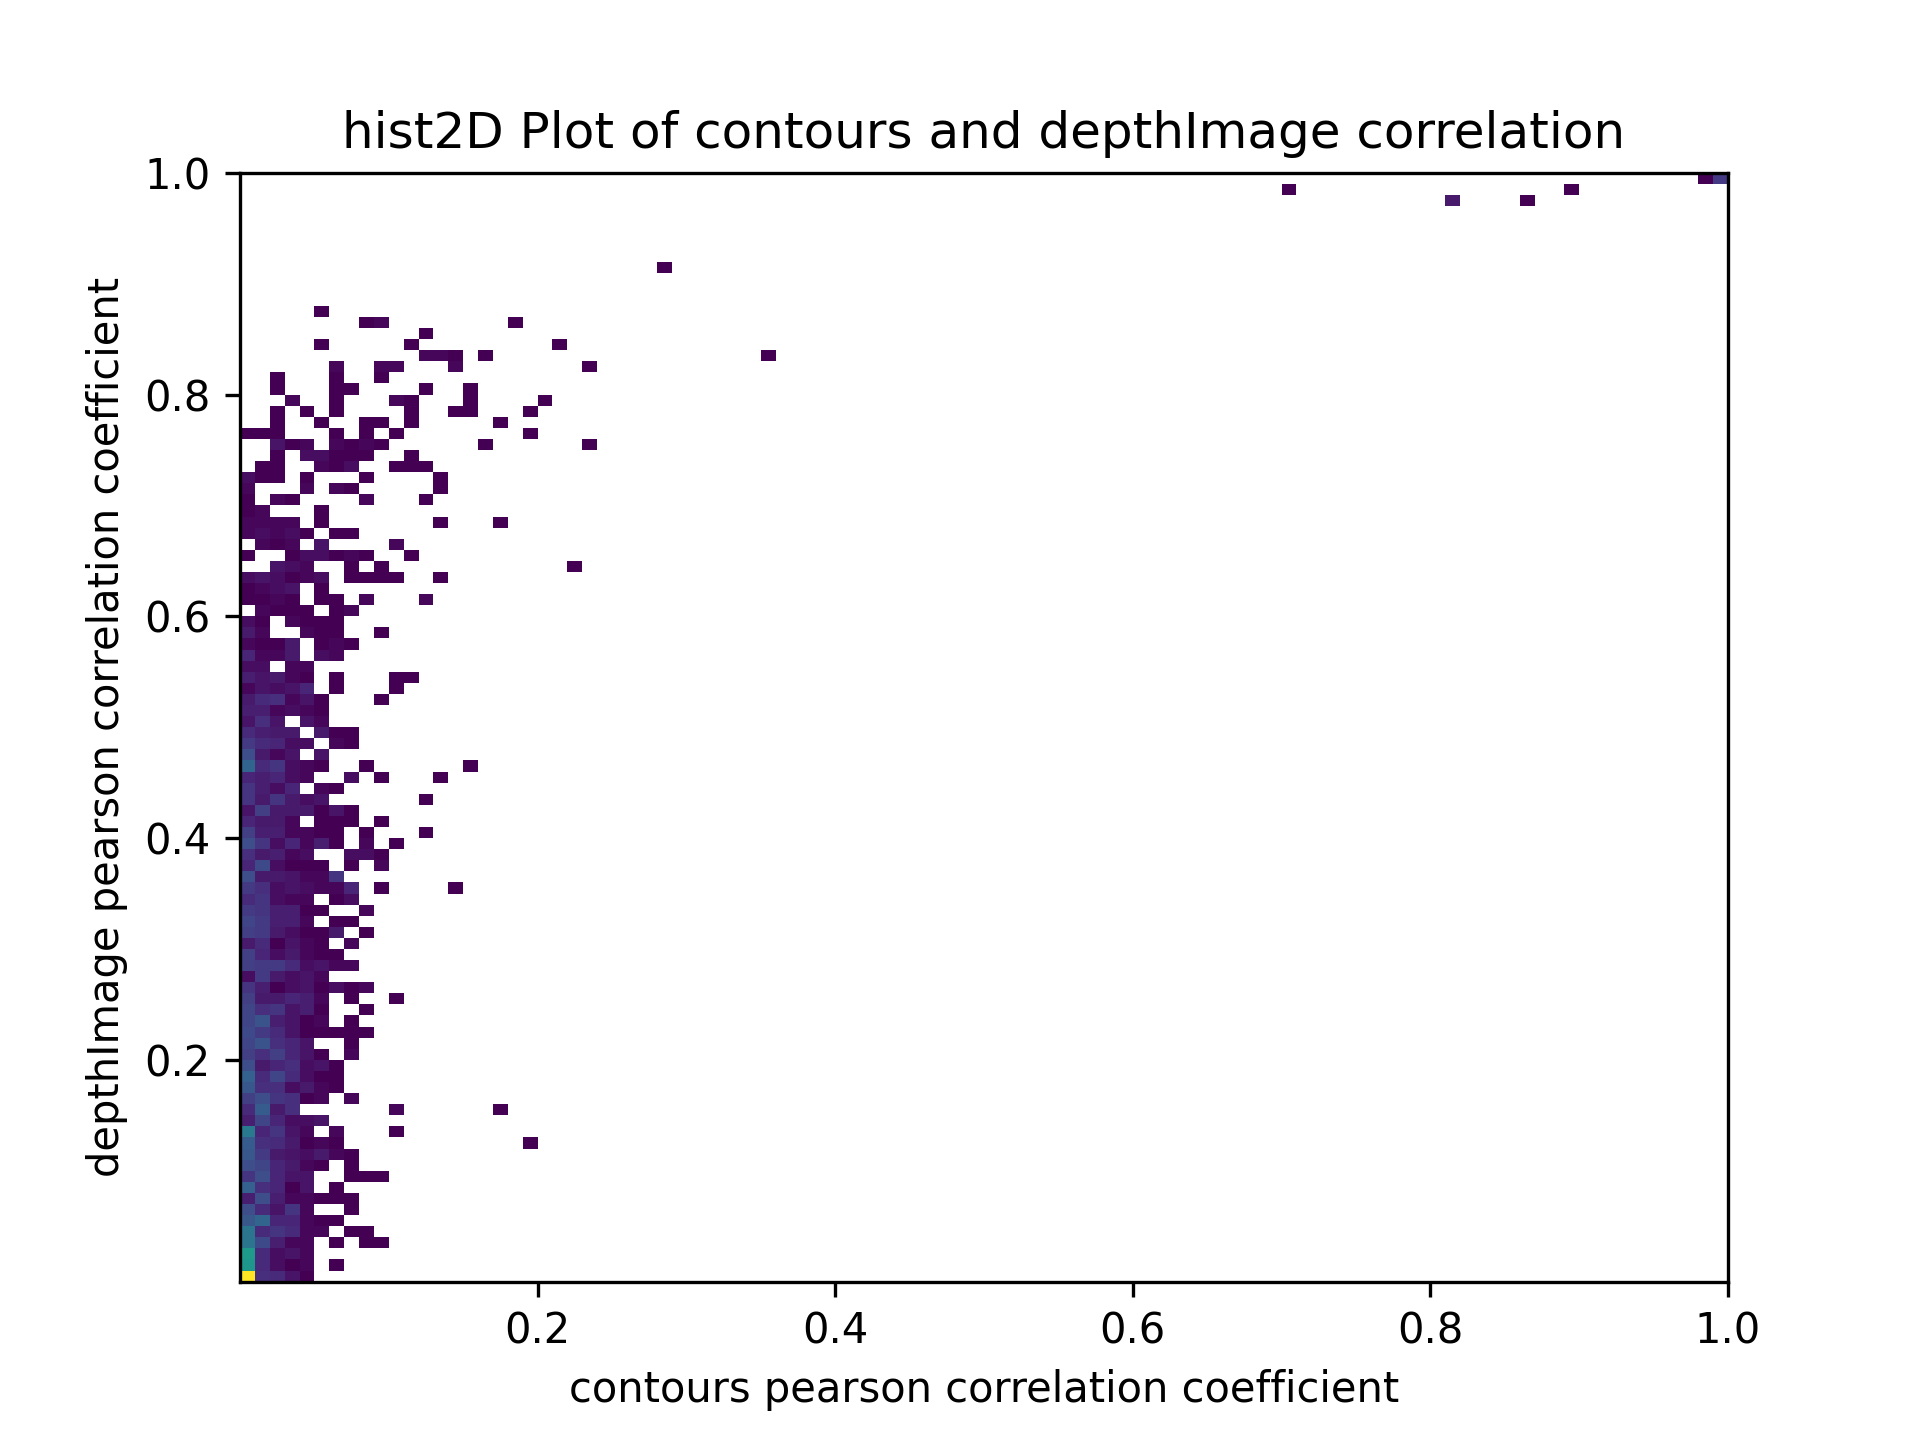 hist2D Plot of contours and depthImage correlation
1.0
0.8
0.6
0.4
0.2
depthImage pearson correlation coefficient
0.2 0.4 0.6 0.8 1.0
contours pearson correlation coefficient